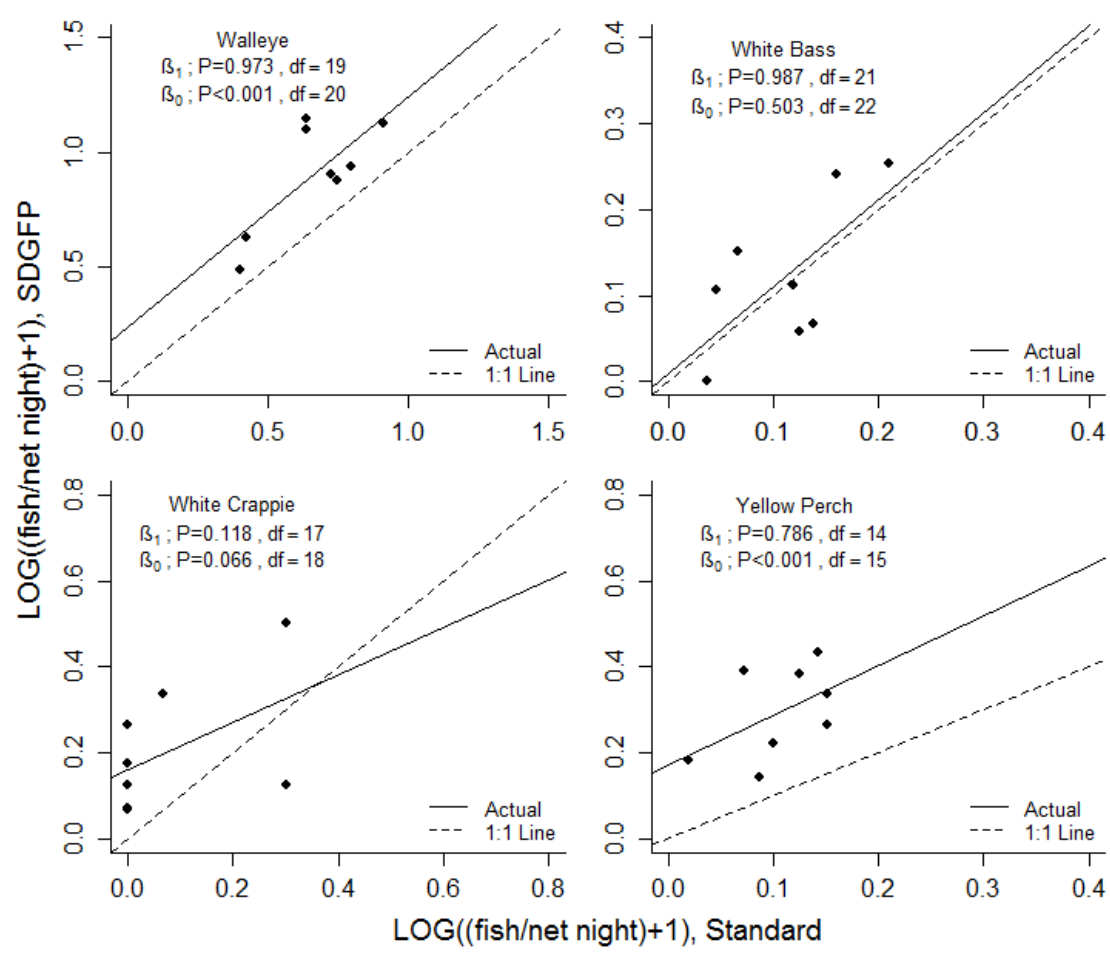 LOG((fish/net night)+1), SDGFP
Walleye
ß1 ; P=0.973 , df = 19
ß0 ; P<0.001 , df = 20
1.5
1.0
0.5
0.0
Actual
1:1 Line
0.0 0.5 1.0 1.5
White Bass
ß1 ; P=0.987 , df = 21
ß0 ; P=0.503 , df = 22
0.4
0.3
0.2
0.1
0.0
Actual
1:1 Line
0.0 0.1 0.2 0.3 0.4
White Crappie
ß1 ; P=0.118 , df = 17
ß0 ; P=0.066 , df = 18
0.8
0.6
0.4
0.2
0.0
Actual
1:1 Line
0.0 0.2 0.4 0.6 0.8
Yellow Perch
ß1 ; P=0.786 , df = 14
ß0 ; P<0.001 , df = 15
0.8
0.6
0.4
0.2
0.0
Actual
1:1 Line
0.0 0.1 0.2 0.3 0.4
LOG((fish/net night)+1), Standard